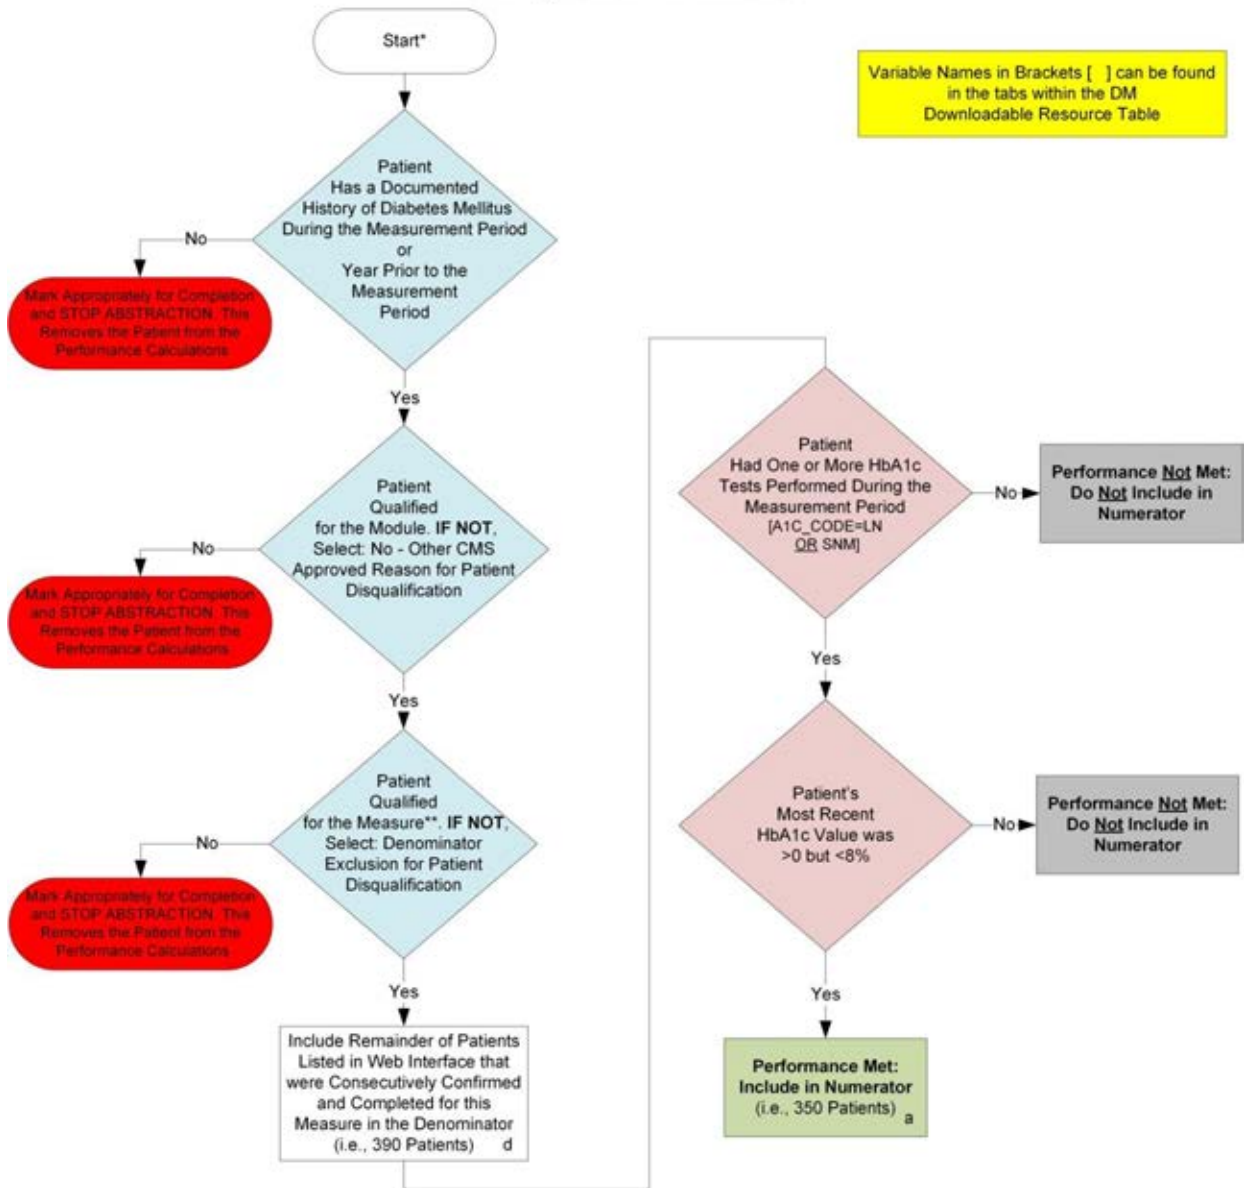 Start*
Variable Names in Brackets [ ] can be found
in the tabs within the DM
Downloadable Resource Table
Patient
Has a Documented
History of Diabetes Mellitus
During the Measurement Period
or
Year Prior to the
Measurement
Period
No
Mark Appropriately for Completion
and STOP ABSTRACTION. This
Removes the Patient from the
Performance Calculations
Yes
Patient
Qualified
for the Module. IF NOT,
Select: No - Other CMS
Approved Reason for Patient
Disqualification
No
Mark Appropriately for Completion
and STOP ABSTRACTION. This
Removes the Patient from the
Performance Calculations
Yes
Patient
Qualified
for the Measure**. IF NOT,
Select: Denominator
Exclusion for Patient
Disqualification
No
Mark Appropriately for Completion
and STOP ABSTRACTION. This
Removes the Patient from the
Performance Calculations
Yes
Include Remainder of Patients
Listed in Web Interface that
were Consecutively Confirmed
and Completed for this
Measure in the Denominator
(i.e., 390 Patients) d
Patient
Had One or More HbA1c
Tests Performed During the
Measurement Period
[A1C_CODE=LN
OR SNM]
No
Performance Not Met:
Do Not Include in
Numerator
Yes
Patient's
Most Recent
HbA1c Value was
>0 but <8%
No
Performance Not Met:
Do Not Include in
Numerator
Yes
Performance Met:
Include in Numerator
(i.e., 350 Patients) a